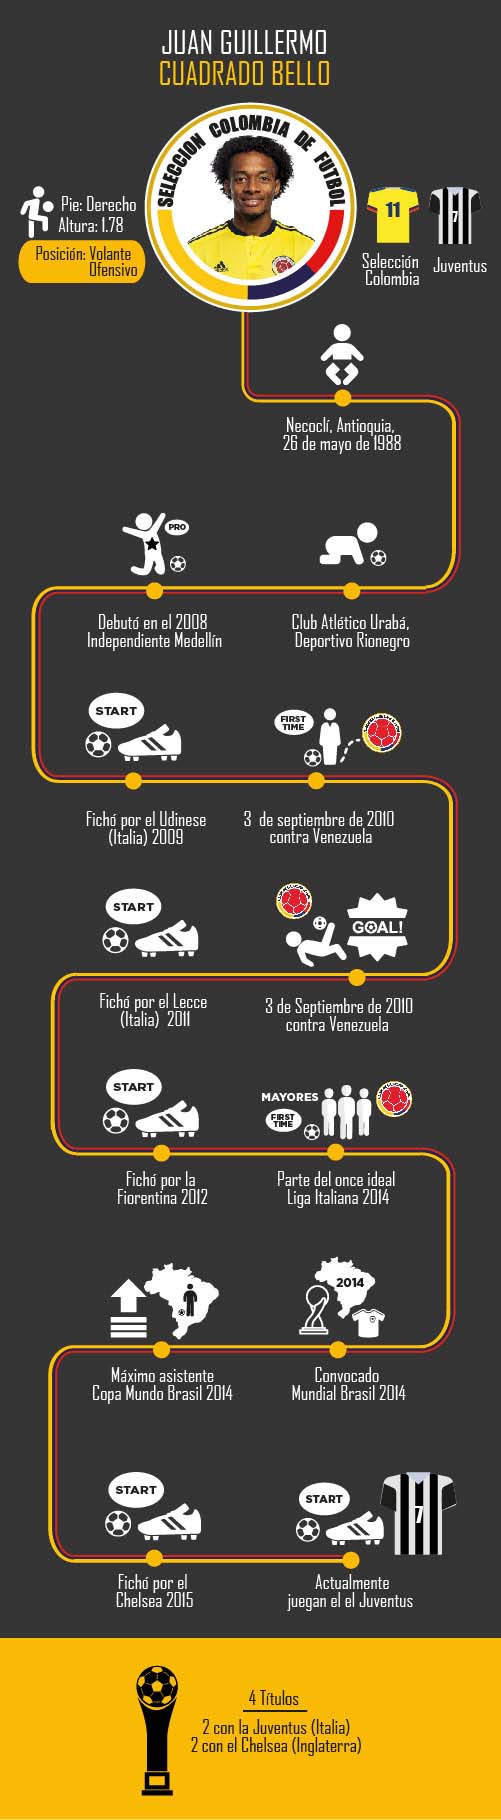 JUAN GUILLERMO
CUADRADO BELLO
SELECCION COLOMBIA DE FUTBOL
adidas
Pie: Derecho
Altura: 1.78
Posición: Volante
Ofensivo
11
7
Selección
Colombia
Juventus
Necoclí, Antioquia,
26 de mayo de 1988
PRO
Debutó en el 2008
Independiente Medellín
Club Atlético Urabá,
Deportivo Rionegro
START
Fichó por el Udinese
(Italia) 2009
FIRST
TIME
3 de septiembre de 2010
contra Venezuela
START
Fichó por el Lecce
(Italia) 2011
GOAL!
3 de Septiembre de 2010
contra Venezuela
START
Fichó por la
Fiorentina 2012
MAYORES
FIRST
TIME
Parte del once ideal
Liga Italiana 2014
Máximo asistente
Copa Mundo Brasil 2014
2014
Convocado
Mundial Brasil 2014
START
Fichó por el
Chelsea 2015
START
7
Actualmente
juegan el el Juventus
4 Títulos
2 con la Juventus (Italia)
2 con el Chelsea (Inglaterra)